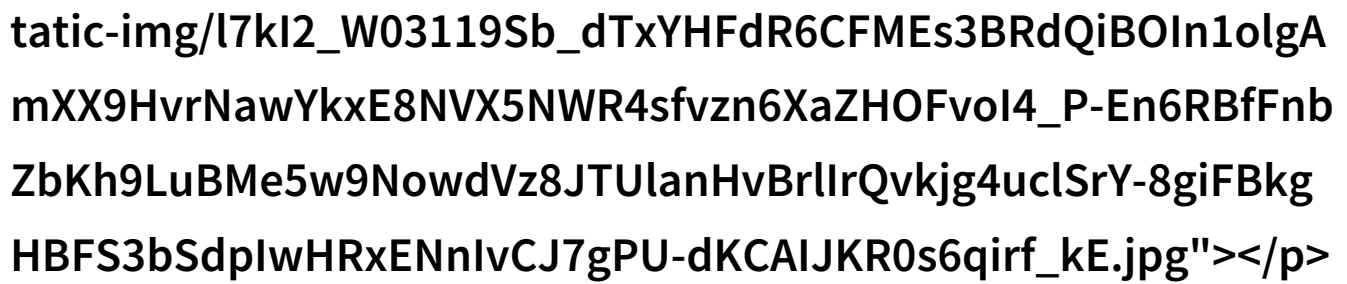 tatic-img/l7kI2_W03119Sb_dTxYHFdR6CFMEs3BRdQiBOIn1olgA
mXX9HvrNawYkxE8NVX5NWR4sfvzn6XaZHOFvoI4_P-En6RBfFnb
ZbKh9LuBMe5w9NowdVz8JTUlanHvBrlIrQvkjg4uclSrY-8giFBkg
HBFS3bSdpIwHRxENnIvCJ7gPU-dKCAIJKR0s6qirf_kE.jpg"></p>